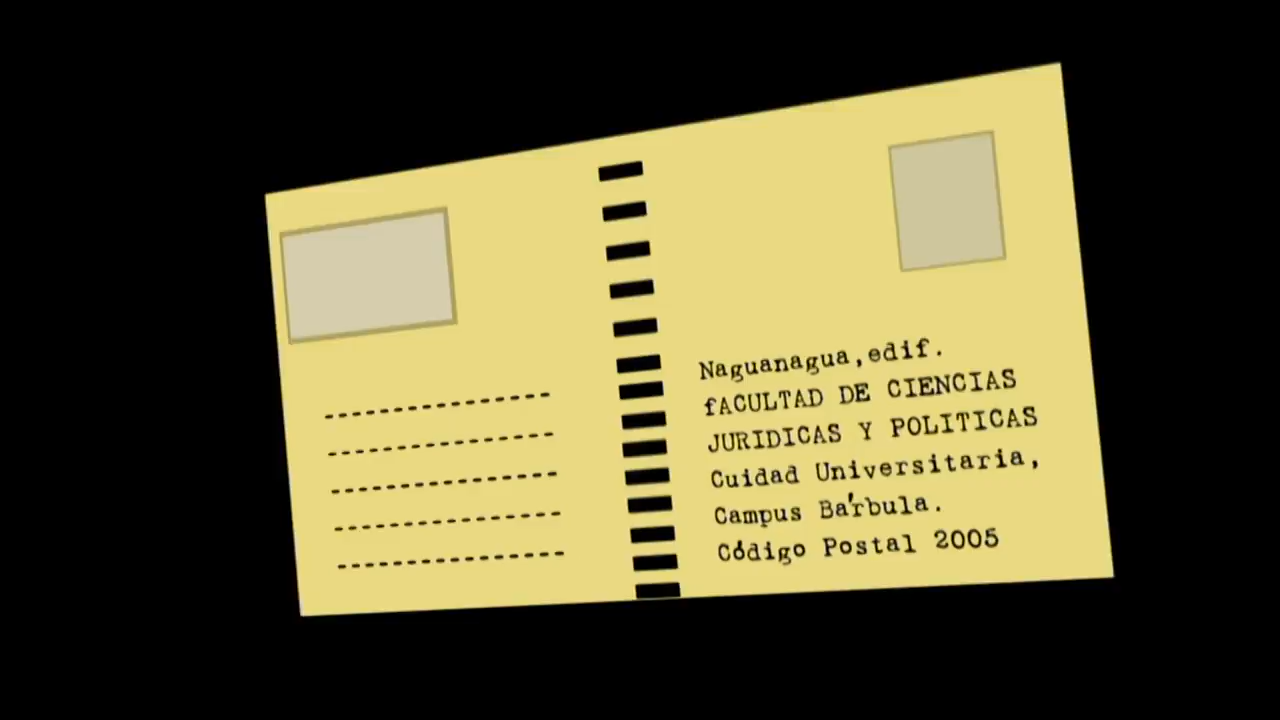 Naguanagua,edif.
fACULTAD DE CIENCIAS
JURIDICAS Y POLITICAS
Cuidad Universitaria,
Campus Bárbula.
Código Postal 2005